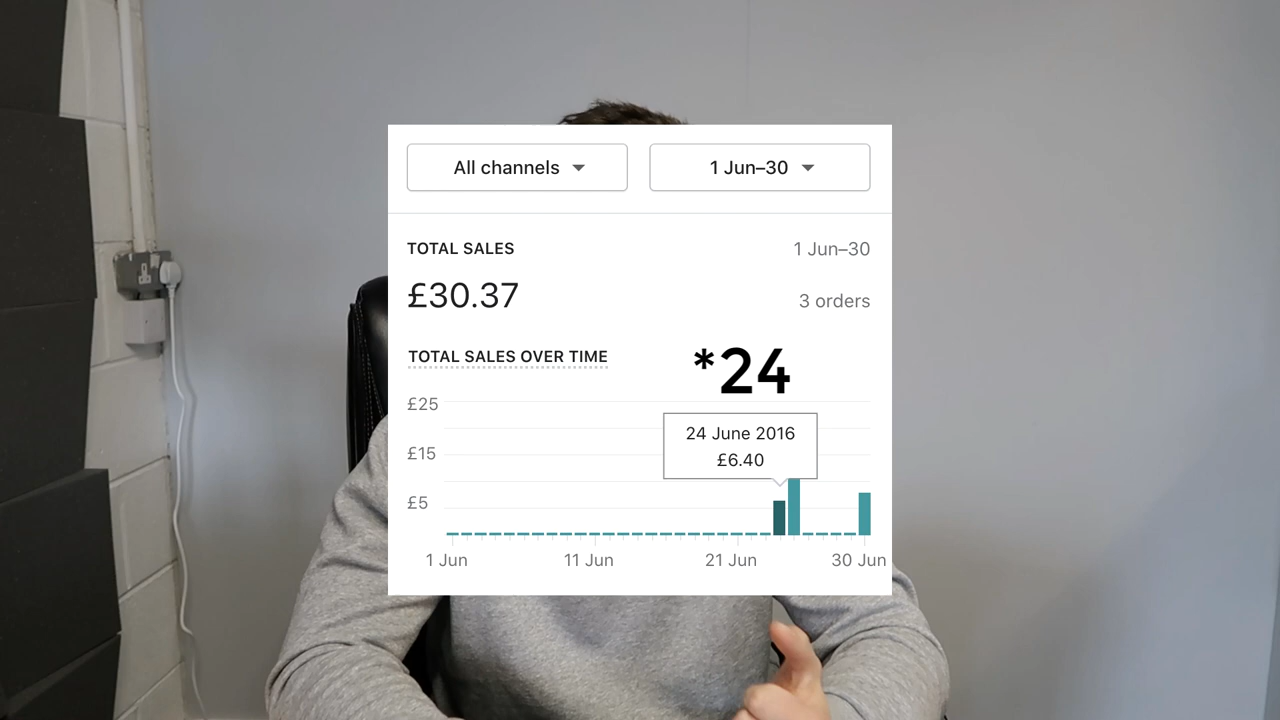 All channels
1 Jun–30
TOTAL SALES
1 Jun–30
£30.37
3 orders
TOTAL SALES OVER TIME
*24
£25
24 June 2016
£6.40
£15
£5
1 Jun
11 Jun
21 Jun
30 Jun